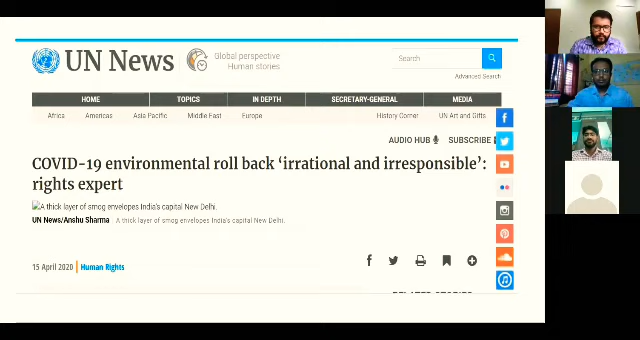 UN News
Global perspective
Human stories
Search
Advanced Search
HOME
TOPICS
IN DEPTH
SECRETARY-GENERAL
MEDIA
Africa
Americas
Asia Pacific
Middle East
Europe
History Corner
UN Art and Gifts
AUDIO HUB
SUBSCRIBE
COVID-19 environmental roll back ‘irrational and irresponsible’:
rights expert
A thick layer of smog envelopes India's capital New Delhi.
UN News/Anshu Sharma
A thick layer of smog envelopes India's capital New Delhi.
15 April 2020
Human Rights
RELATED STORIES